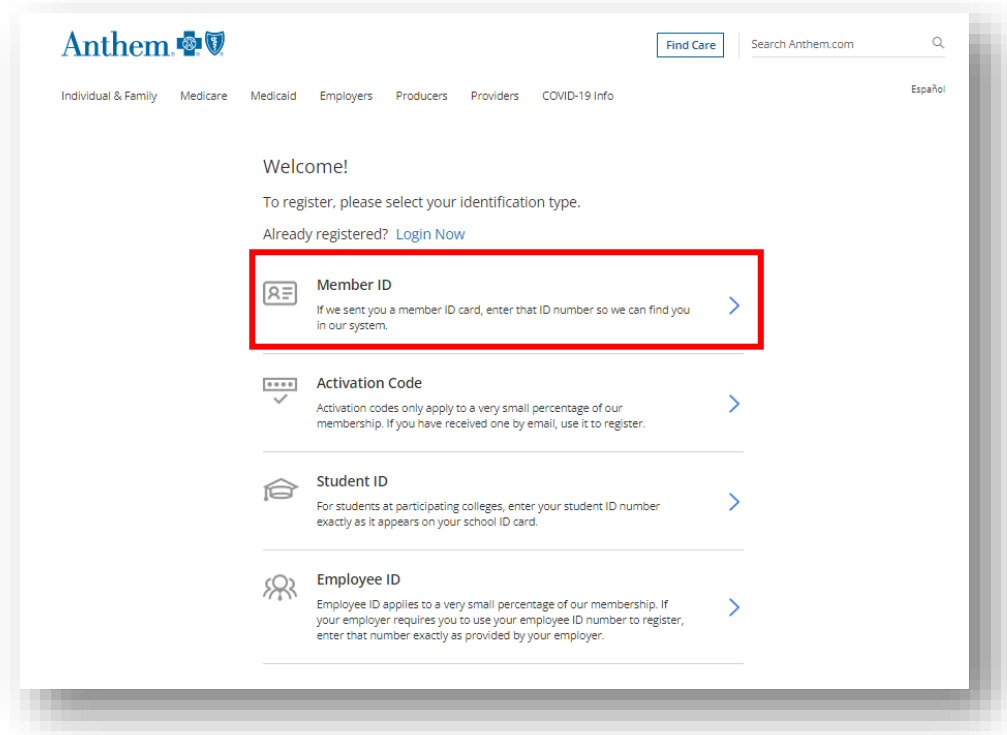 Anthem.
Find Care
Search Anthem.com
Individual & Family Medicare Medicaid Employers Producers Providers COVID-19 Info
Español
Welcome!
To register, please select your identification type.
Already registered? Login Now
Member ID
If we sent you a member ID card, enter that ID number so we can find you
in our system.
Activation Code
Activation codes only apply to a very small percentage of our
membership. If you have received one by email, use it to register.
Student ID
For students at participating colleges, enter your student ID number
exactly as it appears on your school ID card.
Employee ID
Employee ID applies to a very small percentage of our membership. If
your employer requires you to use your employee ID number to register,
enter that number exactly as provided by your employer.